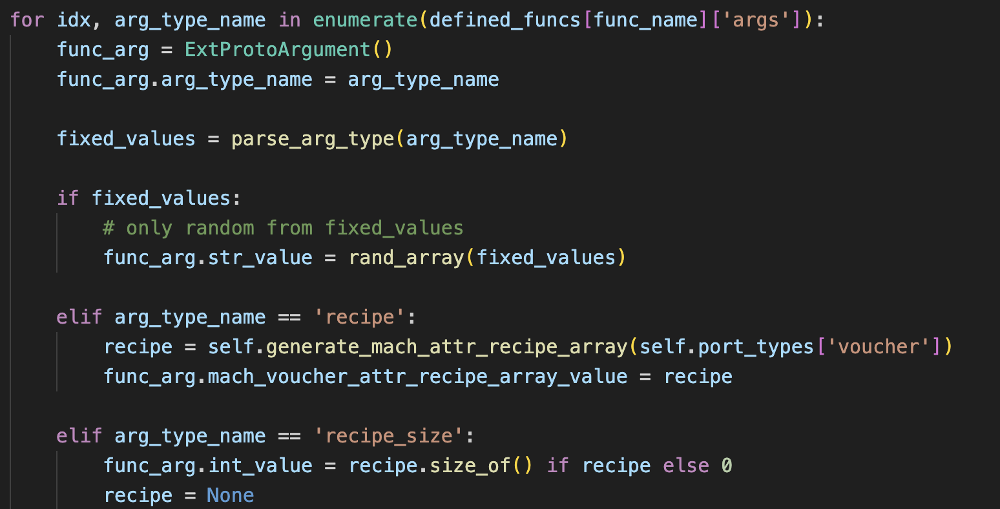 for idx, arg_type_name in enumerate(defined_funcs[func_name]['args']):
    func_arg = ExtProtoArgument()
    func_arg.arg_type_name = arg_type_name

    fixed_values = parse_arg_type(arg_type_name)

    if fixed_values:
        # only random from fixed_values
        func_arg.str_value = rand_array(fixed_values)

    elif arg_type_name == 'recipe':
        recipe = self.generate_mach_attr_recipe_array(self.port_types['voucher'])
        func_arg.mach_voucher_attr_recipe_array_value = recipe

    elif arg_type_name == 'recipe_size':
        func_arg.int_value = recipe.size_of() if recipe else 0
        recipe = None